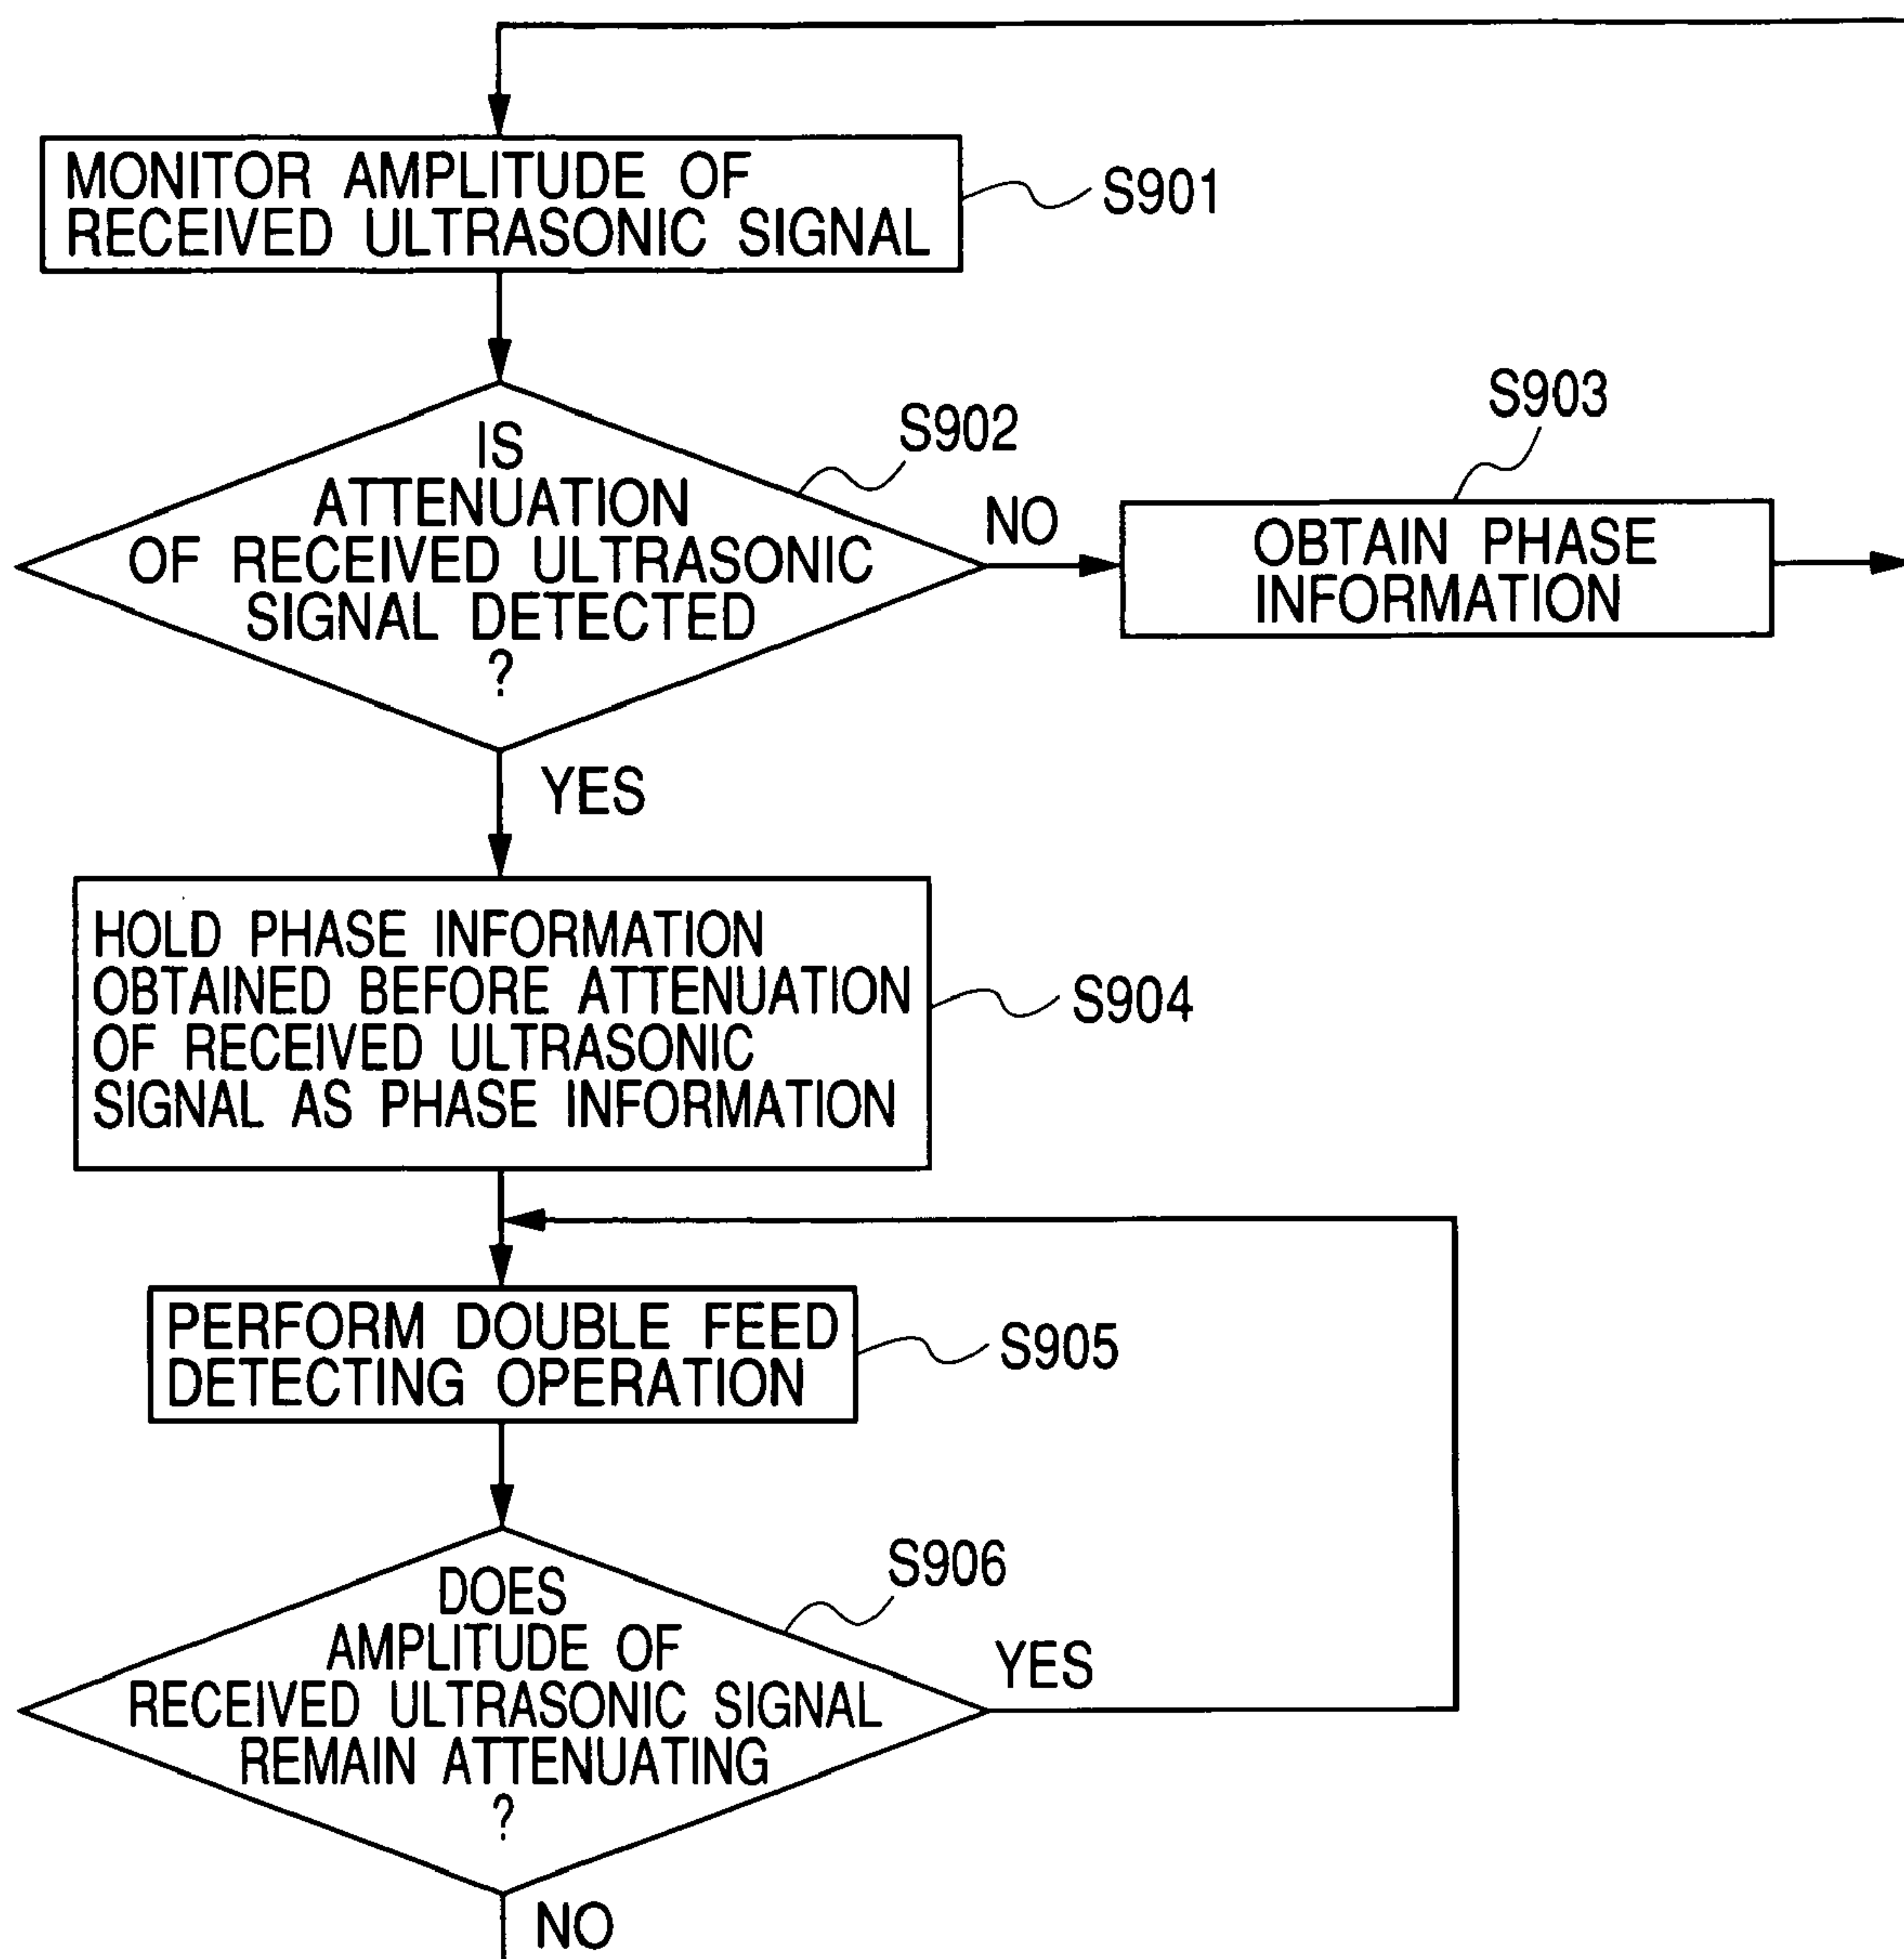 MONITOR AMPLITUDE OF
RECEIVED ULTRASONIC SIGNAL
S901
IS
ATTENUATION
OF RECEIVED ULTRASONIC
SIGNAL DETECTED
?
S902
NO
S903
OBTAIN PHASE
INFORMATION
YES
HOLD PHASE INFORMATION
OBTAINED BEFORE ATTENUATION
OF RECEIVED ULTRASONIC
SIGNAL AS PHASE INFORMATION
S904
PERFORM DOUBLE FEED
DETECTING OPERATION
S905
DOES
AMPLITUDE OF
RECEIVED ULTRASONIC SIGNAL
REMAIN ATTENUATING
?
S906
YES
NO